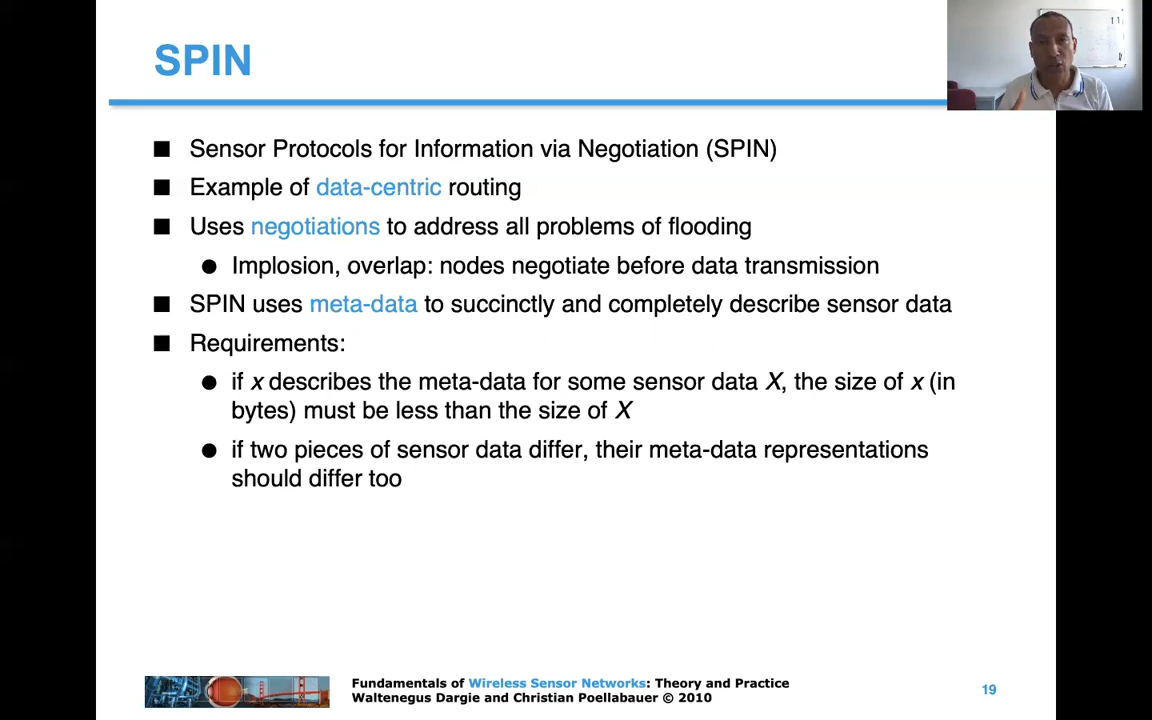 SPIN
Sensor Protocols for Information via Negotiation (SPIN)
Example of data-centric routing
Uses negotiations to address all problems of flooding
Implosion, overlap: nodes negotiate before data transmission
SPIN uses meta-data to succinctly and completely describe sensor data
Requirements:
if x describes the meta-data for some sensor data X, the size of x (in
bytes) must be less than the size of X
if two pieces of sensor data differ, their meta-data representations
should differ too
Fundamentals of Wireless Sensor Networks: Theory and Practice
Waltenegus Dargie and Christian Poellabauer © 2010
19